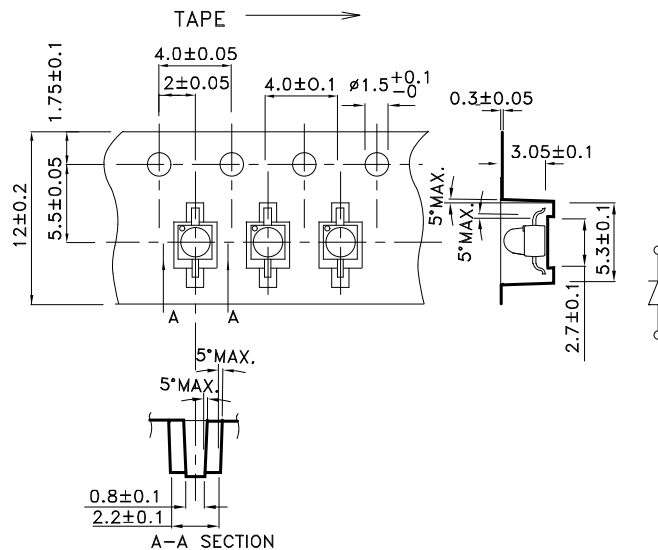 TAPE
4.0±0.05
2±0.05
4.0±0.1
ø1.5+0.1
-0
1.75±0.1
0.3±0.05
3.05±0.1
12±0.2
5.5±0.05
5°MAX.
5°MAX.
5.3±0.1
2.7±0.1
A A
5°MAX.
5°MAX.
0.8±0.1
2.2±0.1
A-A SECTION